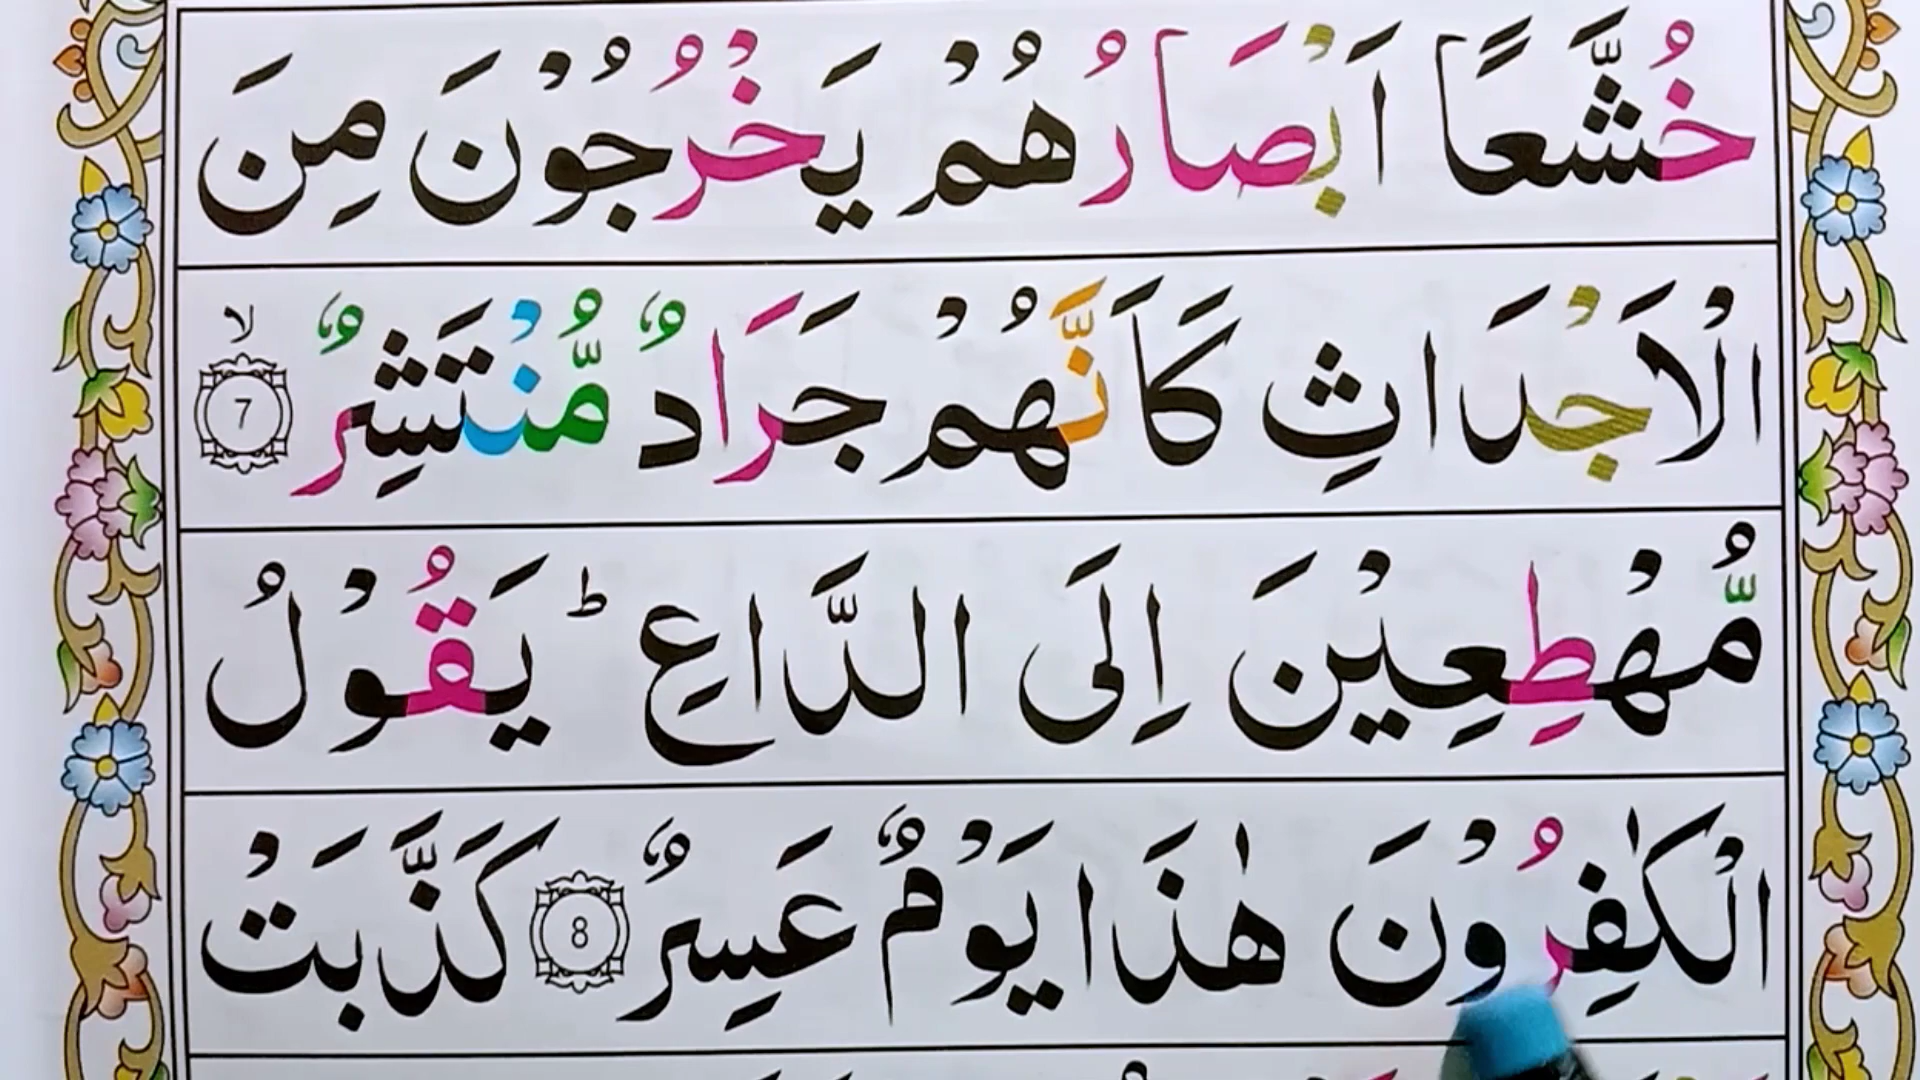 خُشَّعًا اَبْصَارُهُمْ يَخْرُجُوْنَ مِنَ
الْاَجْدَاثِ كَاَنَّهُمْ جَرَادٌ مُّنْتَشِرٌ ۙ 7
مُّهْطِعِيْنَ اِلَى الدَّاعِ ؕ يَقُوْلُ
الْكٰفِرُوْنَ هٰذَا يَوْمٌ عَسِرٌ 8 كَذَّبَتْ